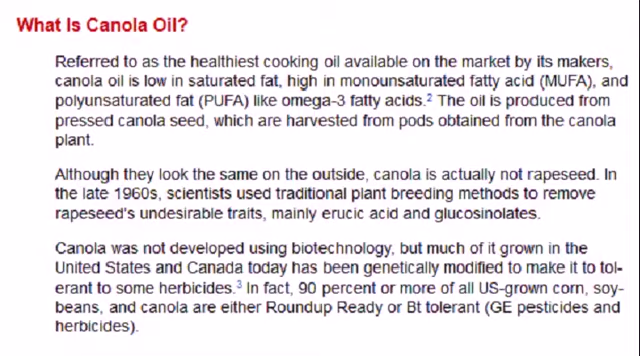 What Is Canola Oil?
Referred to as the healthiest cooking oil available on the market by its makers,
canola oil is low in saturated fat, high in monounsaturated fatty acid (MUFA), and
polyunsaturated fat (PUFA) like omega-3 fatty acids.2 The oil is produced from
pressed canola seed, which are harvested from pods obtained from the canola
plant.
Although they look the same on the outside, canola is actually not rapeseed. In
the late 1960s, scientists used traditional plant breeding methods to remove
rapeseed's undesirable traits, mainly erucic acid and glucosinolates.
Canola was not developed using biotechnology, but much of it grown in the
United States and Canada today has been genetically modified to make it to tol-
erant to some herbicides.3 In fact, 90 percent or more of all US-grown corn, soy-
beans, and canola are either Roundup Ready or Bt tolerant (GE pesticides and
herbicides).